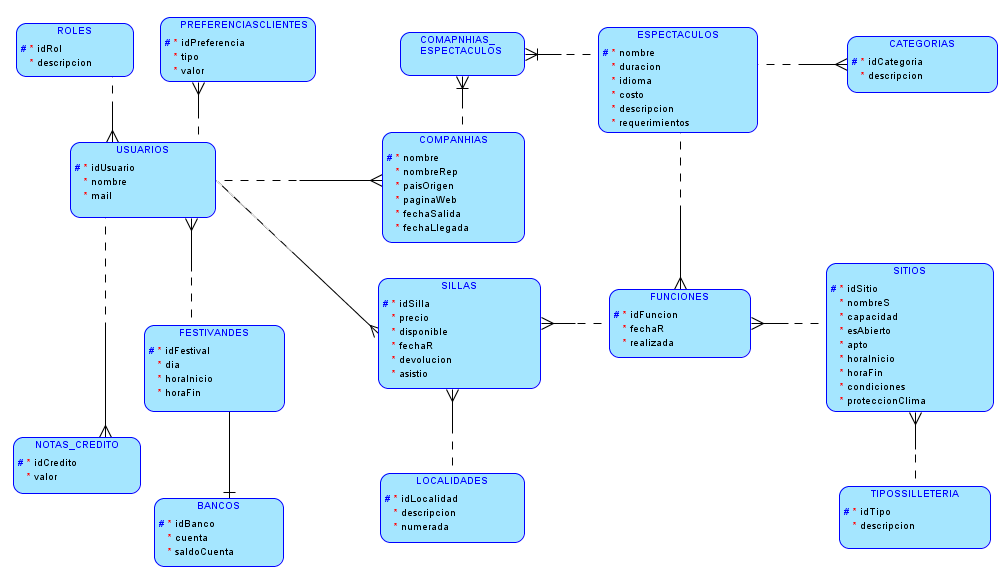 ROLES
# * idRol
* descripcion
PREFERENCIASCLIENTES
# * idPreferencia
* tipo
* valor
COMAPNHIAS_
ESPECTACULOS
ESPECTACULOS
# * nombre
* duracion
* idioma
* costo
* descripcion
* requerimientos
CATEGORIAS
# * idCategoria
* descripcion
USUARIOS
# * idUsuario
* nombre
* mail
COMPANHIAS
# * nombre
* nombreRep
* paisOrigen
* paginaWeb
* fechaSalida
* fechaLlegada
SILLAS
# * idSilla
* precio
* disponible
* fechaR
* devolucion
* asistio
FUNCIONES
# * idFuncion
* fechaR
* realizada
SITIOS
# * idSitio
* nombreS
* capacidad
* esAbierto
* apto
* horaInicio
* horaFin
* condiciones
* proteccionClima
FESTIVANDES
# * idFestival
* dia
* horaInicio
* horaFin
NOTAS_CREDITO
# * idCredito
* valor
BANCOS
# * idBanco
* cuenta
* saldoCuenta
LOCALIDADES
# * idLocalidad
* descripcion
* numerada
TIPOSSILLETERIA
# * idTipo
* descripcion